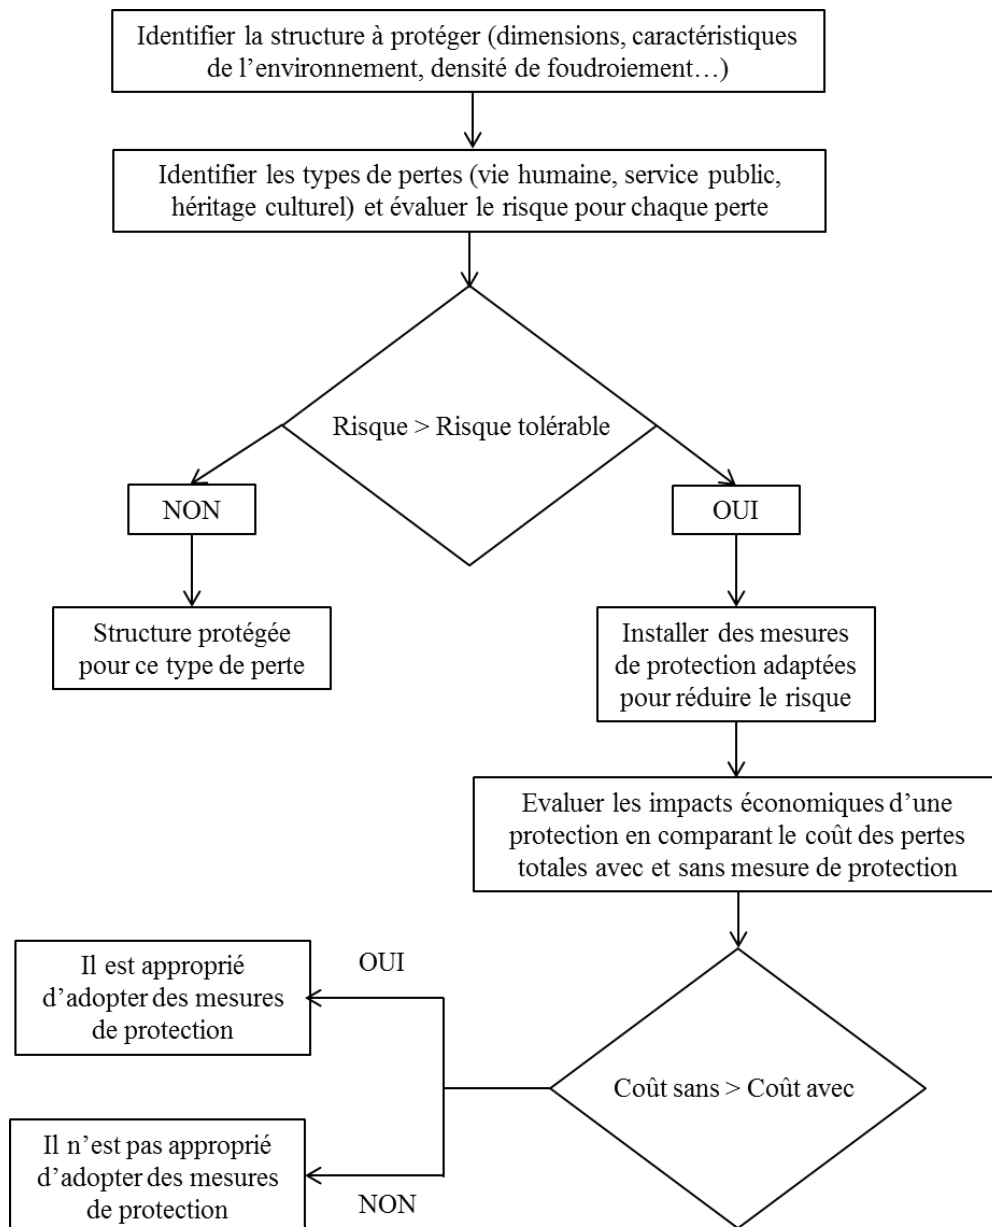 Identifier la structure à protéger (dimensions, caractéristiques
de l’environnement, densité de foudroiement…)
Identifier les types de pertes (vie humaine, service public,
héritage culturel) et évaluer le risque pour chaque perte
Risque > Risque tolérable
NON
OUI
Structure protégée
pour ce type de perte
Installer des mesures
de protection adaptées
pour réduire le risque
Evaluer les impacts économiques d’une
protection en comparant le coût des pertes
totales avec et sans mesure de protection
Il est approprié
d’adopter des mesures
de protection
OUI
Coût sans > Coût avec
Il n’est pas approprié
d’adopter des mesures
de protection
NON